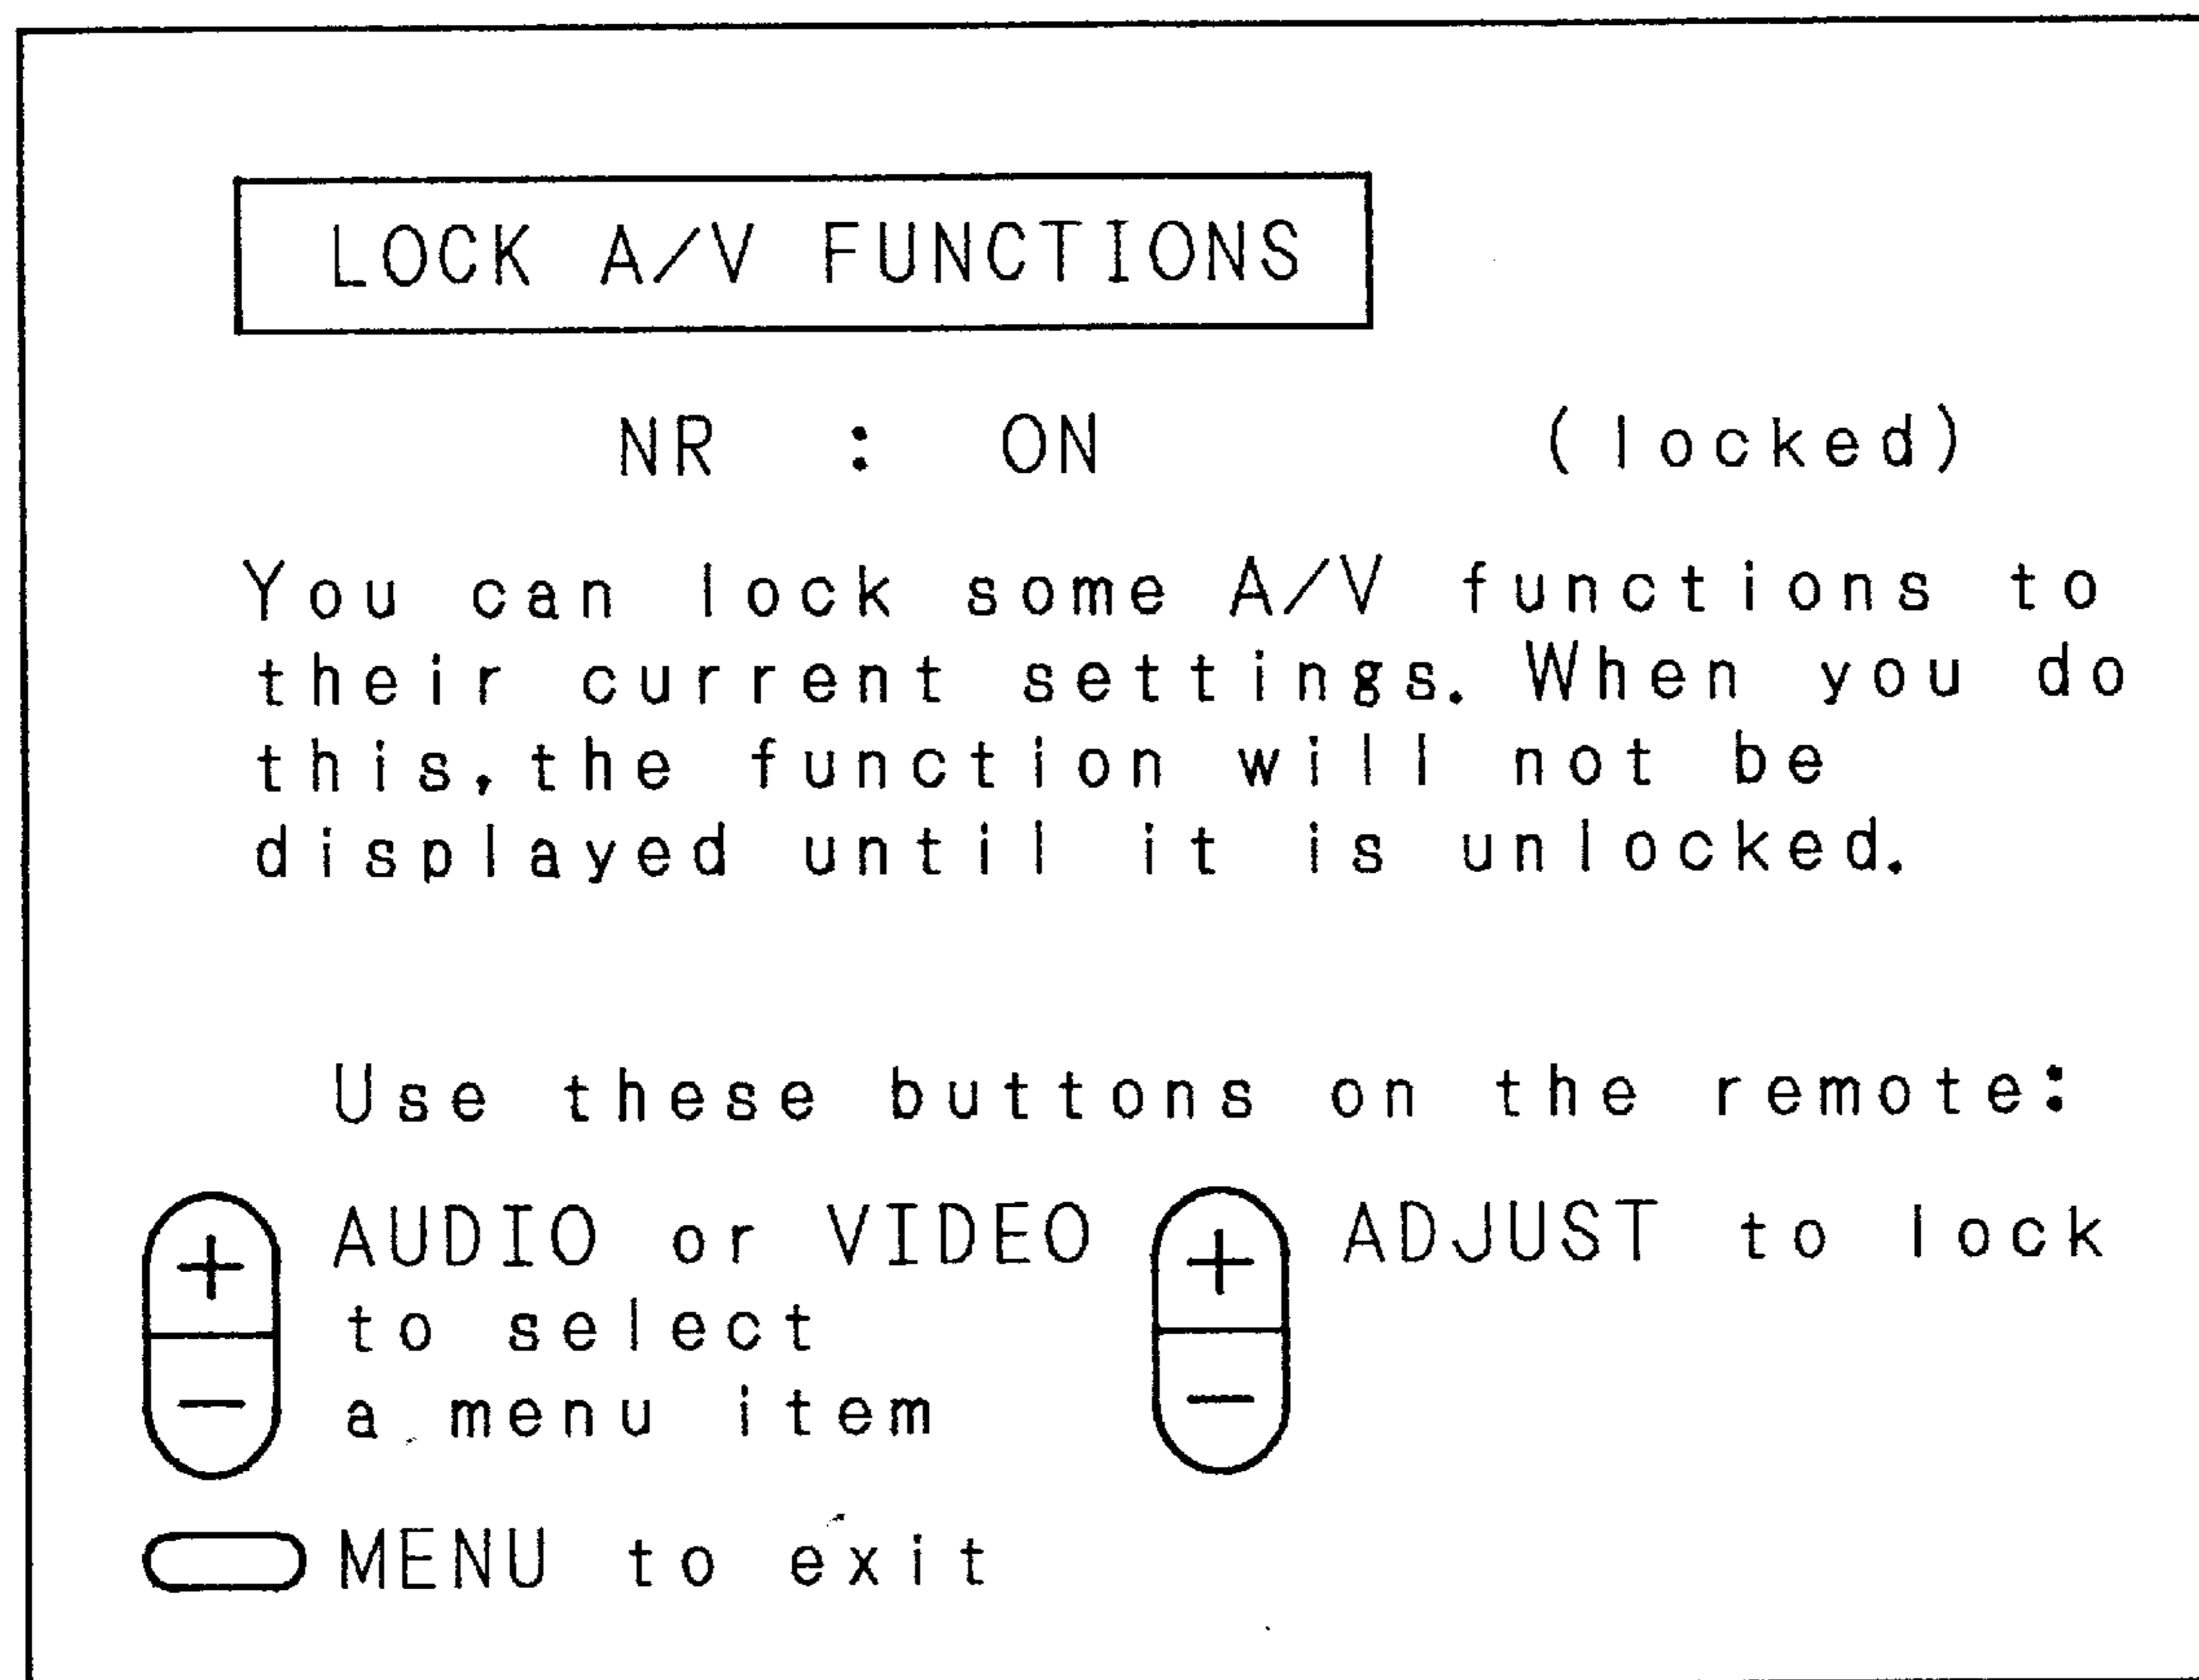 LOCK A/V FUNCTIONS
NR : ON (locked)
You can lock some A/V functions to
their current settings. When you do
this, the function will not be
displayed until it is unlocked.
Use these buttons on the remote:
+ AUDIO or VIDEO + ADJUST to lock
to select
− a menu item −
MENU to exit